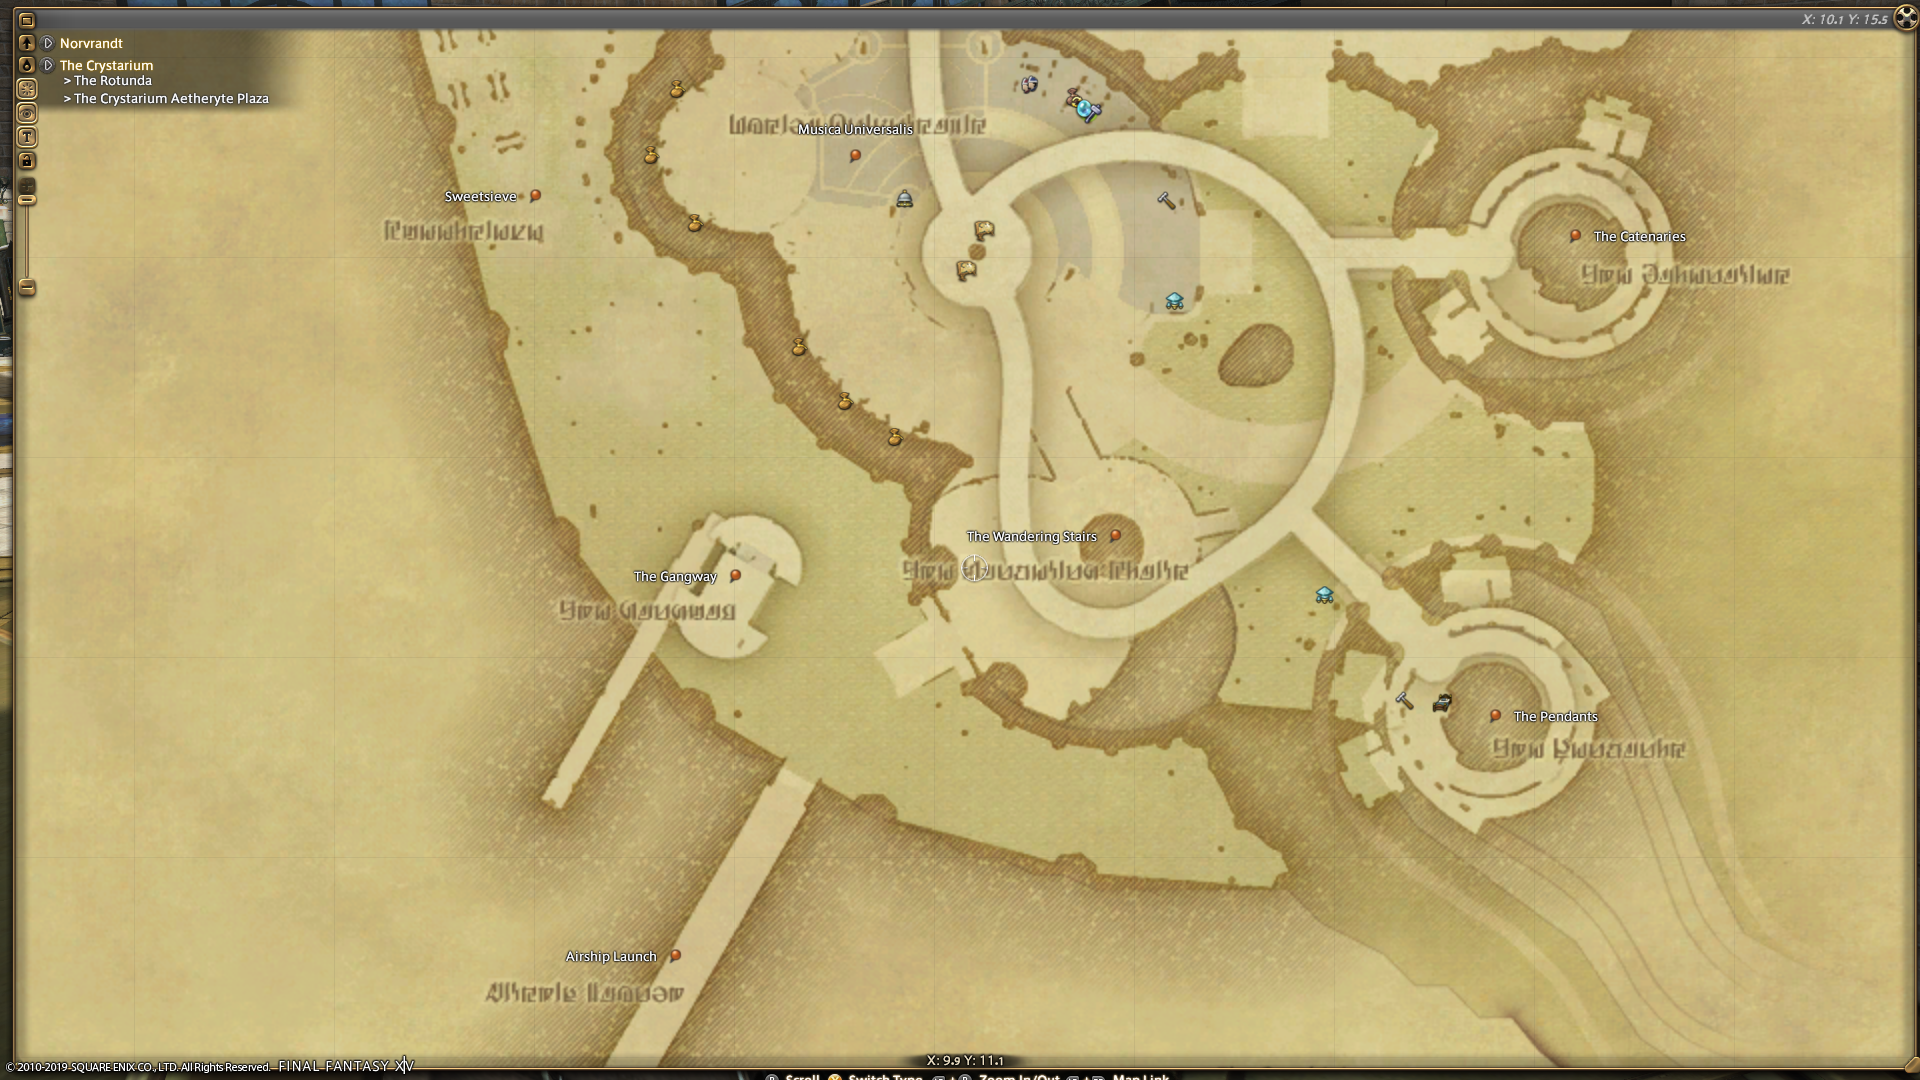 X: 10.1 Y: 15.5
Norvrandt
The Crystarium
> The Rotunda
> The Crystarium Aetheryte Plaza
Musica Universalis
Sweetsieve
The Catenaries
The Wandering Stairs
The Gangway
The Pendants
Airship Launch
X: 9.9 Y: 11.1
© 2010-2019 SQUARE ENIX CO., LTD. All Rights Reserved. FINAL FANTASY XIV
Scroll Switch Type Zoom In/Out Map Link